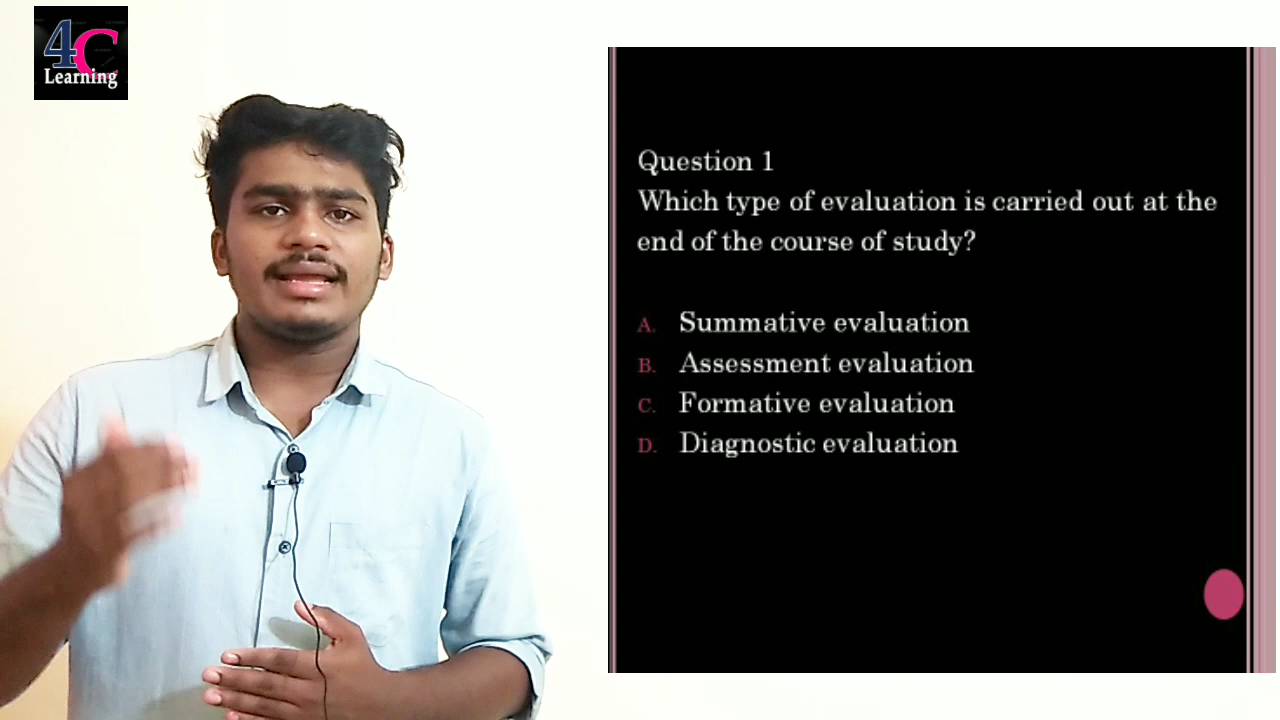 4C
Learning
Question 1
Which type of evaluation is carried out at the
end of the course of study?
A. Summative evaluation
B. Assessment evaluation
C. Formative evaluation
D. Diagnostic evaluation